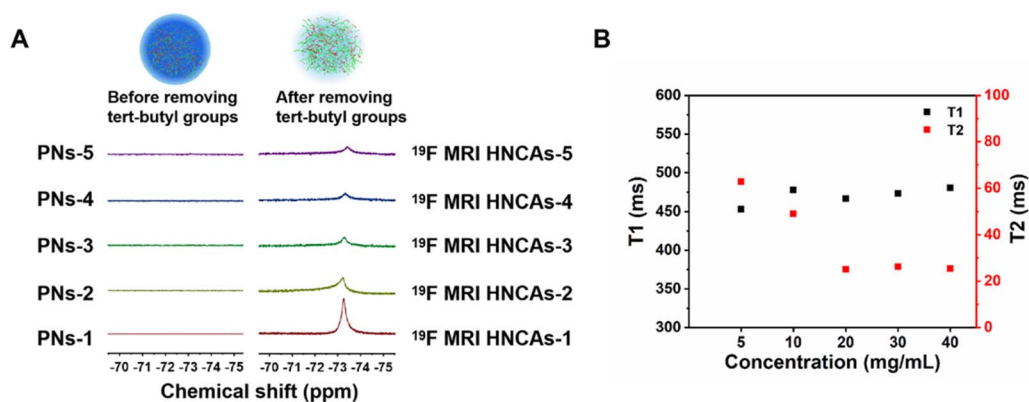 A
Before removing
tert-butyl groups
After removing
tert-butyl groups
PNs-5
¹⁹F MRI HNCAs-5
PNs-4
¹⁹F MRI HNCAs-4
PNs-3
¹⁹F MRI HNCAs-3
PNs-2
¹⁹F MRI HNCAs-2
PNs-1
¹⁹F MRI HNCAs-1
-70 -71 -72 -73 -74 -75
-70 -71 -72 -73 -74 -75
Chemical shift (ppm)
B
T1
T2
600
550
500
450
400
350
300
T1 (ms)
100
80
60
40
20
0
T2 (ms)
5 10 20 30 40
Concentration (mg/mL)